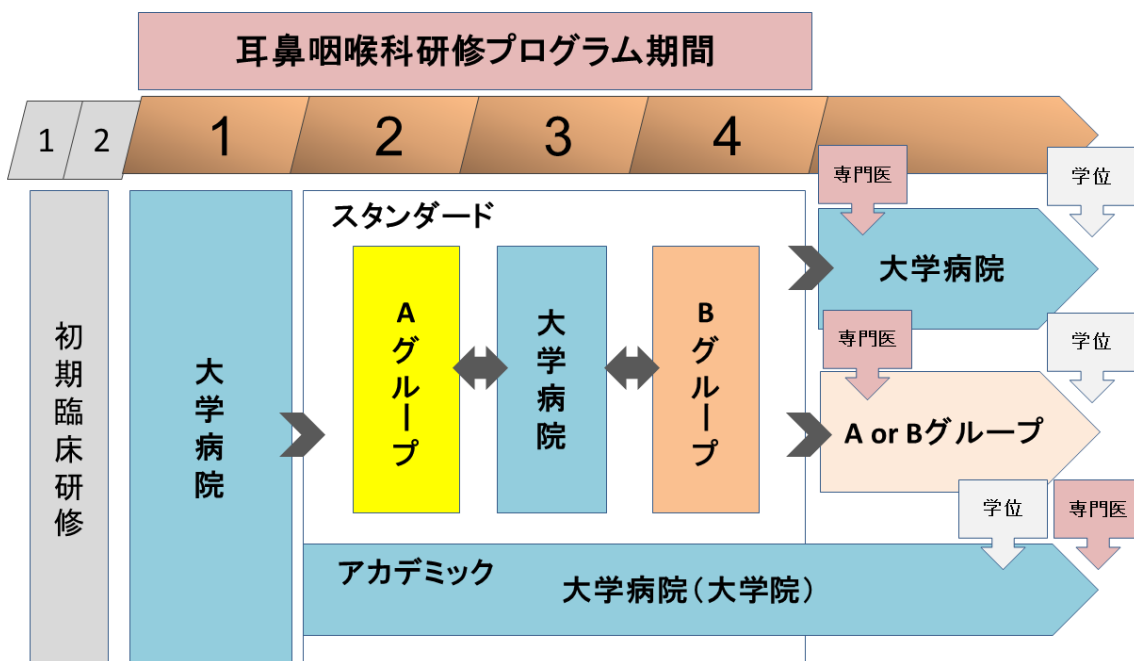 耳鼻咽喉科研修プログラム期間
1
2
1
2
3
4
専門医
学位
初期臨床研修
大学病院
スタンダード
Aグループ
大学病院
Bグループ
大学病院
専門医
学位
A or Bグループ
学位
専門医
アカデミック
大学病院（大学院）